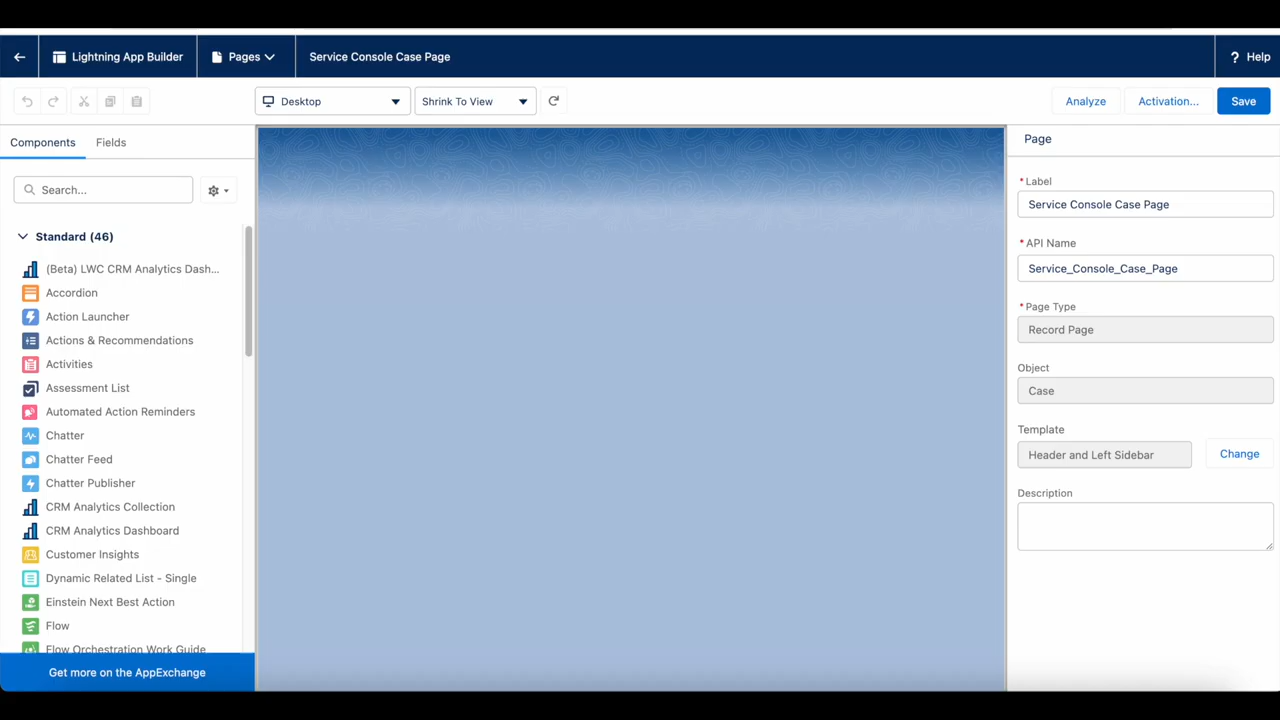 Lightning App Builder
Pages
Service Console Case Page
? Help
Desktop
Shrink To View
Analyze
Activation...
Save
Components
Fields
Search...
Standard (46)
(Beta) LWC CRM Analytics Dash...
Accordion
Action Launcher
Actions & Recommendations
Activities
Assessment List
Automated Action Reminders
Chatter
Chatter Feed
Chatter Publisher
CRM Analytics Collection
CRM Analytics Dashboard
Customer Insights
Dynamic Related List - Single
Einstein Next Best Action
Flow
Flow Orchestration Work Guide
Get more on the AppExchange
Page
* Label
Service Console Case Page
* API Name
Service_Console_Case_Page
* Page Type
Record Page
Object
Case
Template
Header and Left Sidebar
Change
Description